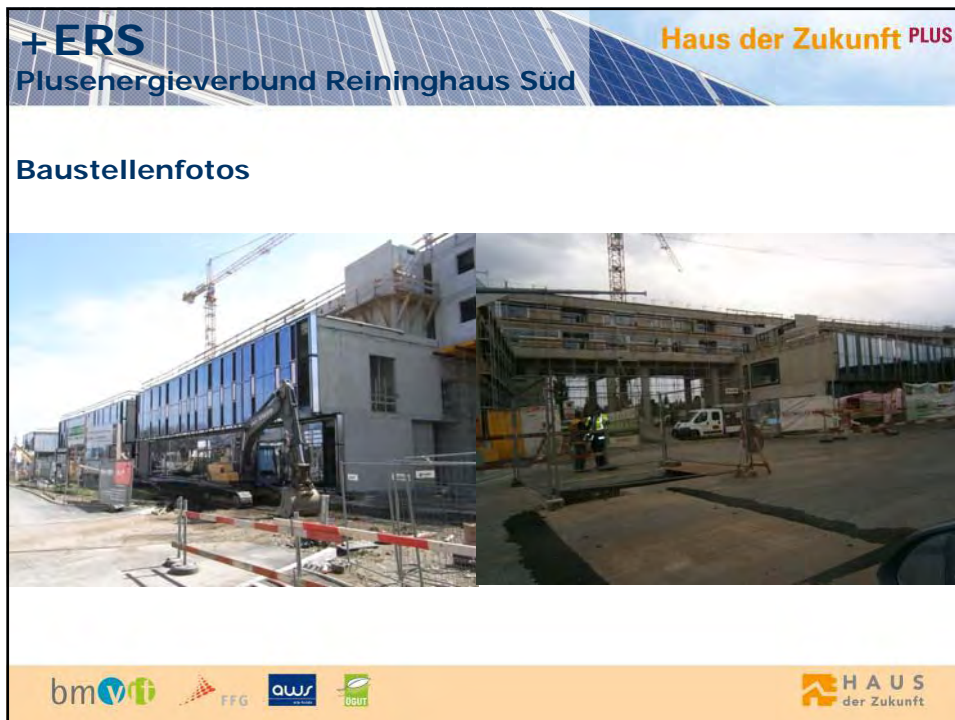 +ERS
Plusenergieverbund Reininghaus Süd
Haus der Zukunft PLUS
Baustellenfotos
bmvit
FFG
aws
ÖGUT
HAUS
der Zukunft